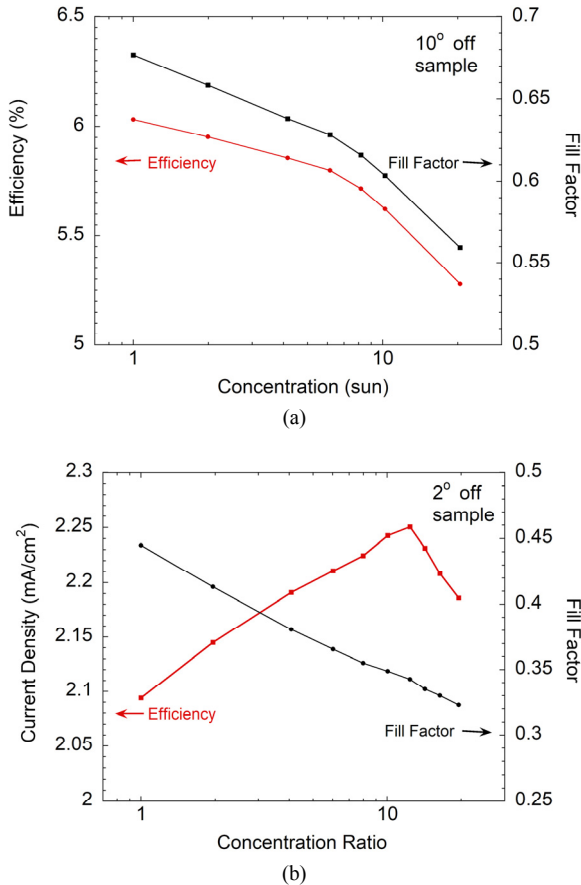 6.5
6
5.5
5
Efficiency (%)
0.7
0.65
0.6
0.55
0.5
Fill Factor
10° off
sample
Efficiency
Fill Factor
1
10
Concentration (sun)
(a)
2.3
2.25
2.2
2.15
2.1
2.05
2
Current Density (mA/cm²)
0.5
0.45
0.4
0.35
0.3
0.25
Fill Factor
2° off
sample
Efficiency
Fill Factor
1
10
Concentration Ratio
(b)